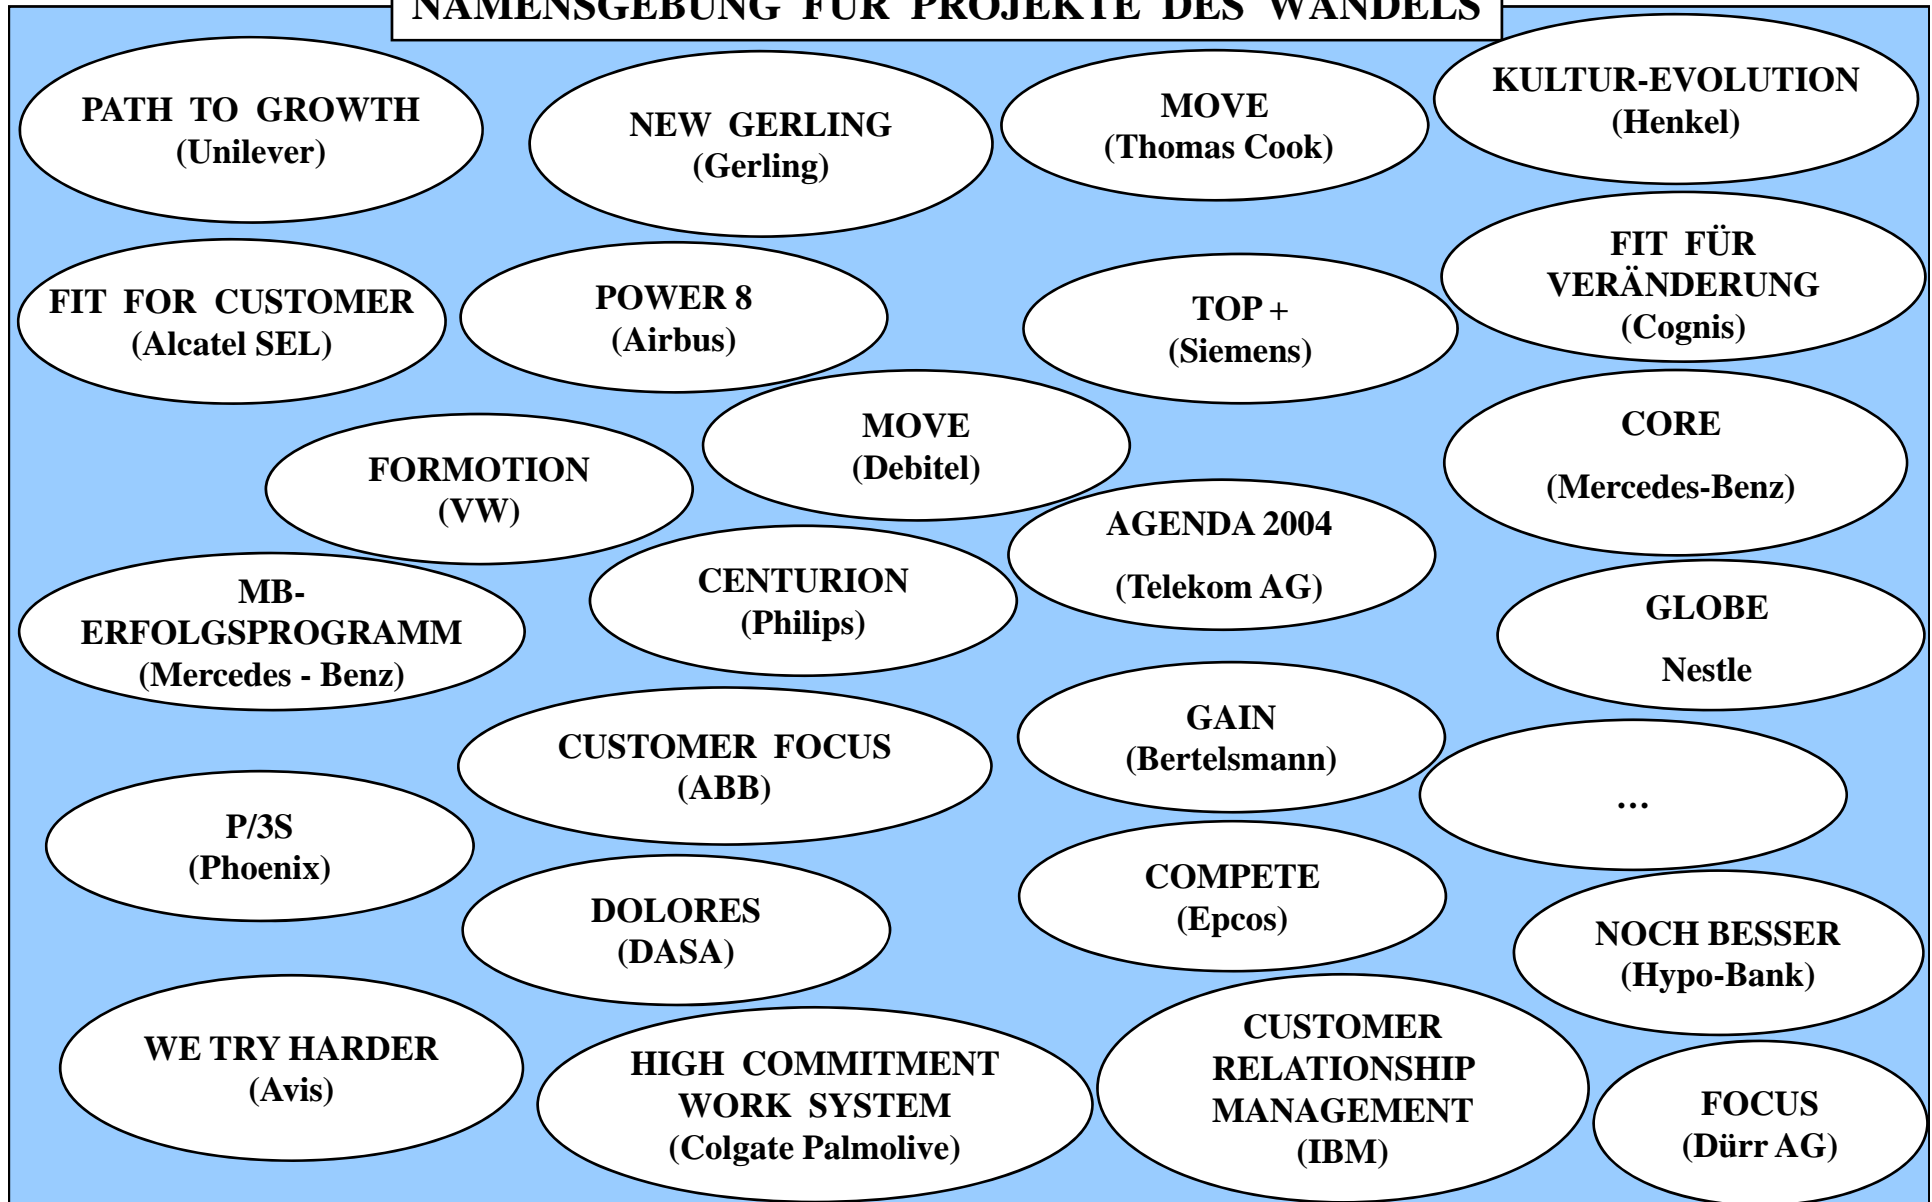 NAMENSGEBUNG FÜR PROJEKTE DES WANDELS
PATH TO GROWTH
(Unilever)
NEW GERLING
(Gerling)
MOVE
(Thomas Cook)
KULTUR-EVOLUTION
(Henkel)
FIT FOR CUSTOMER
(Alcatel SEL)
POWER 8
(Airbus)
TOP +
(Siemens)
FIT FÜR
VERÄNDERUNG
(Cognis)
FORMOTION
(VW)
MOVE
(Debitel)
CORE
(Mercedes-Benz)
AGENDA 2004
(Telekom AG)
MB-
ERFOLGSPROGRAMM
(Mercedes - Benz)
CENTURION
(Philips)
GLOBE
Nestle
CUSTOMER FOCUS
(ABB)
GAIN
(Bertelsmann)
…
P/3S
(Phoenix)
DOLORES
(DASA)
COMPETE
(Epcos)
NOCH BESSER
(Hypo-Bank)
WE TRY HARDER
(Avis)
HIGH COMMITMENT
WORK SYSTEM
(Colgate Palmolive)
CUSTOMER
RELATIONSHIP
MANAGEMENT
(IBM)
FOCUS
(Dürr AG)